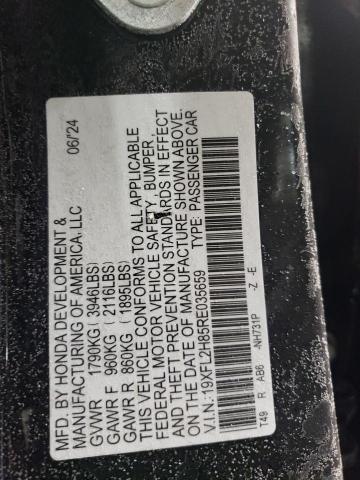 MFD. BY HONDA DEVELOPMENT &
MANUFACTURING OF AMERICA, LLC 06/'24
GVWR 1790KG (3946LBS)
GAWR F 960KG (2116LBS)
GAWR R 860KG (1895LBS)
THIS VEHICLE CONFORMS TO ALL APPLICABLE
FEDERAL MOTOR VEHICLE SAFETY, BUMPER,
AND THEFT PREVENTION STANDARDS IN EFFECT
ON THE DATE OF MANUFACTURE SHOWN ABOVE.
V.I.N.: 19XFL2H85RE035659 TYPE: PASSENGER CAR
T49 R AB6 -NH731P -Z -E